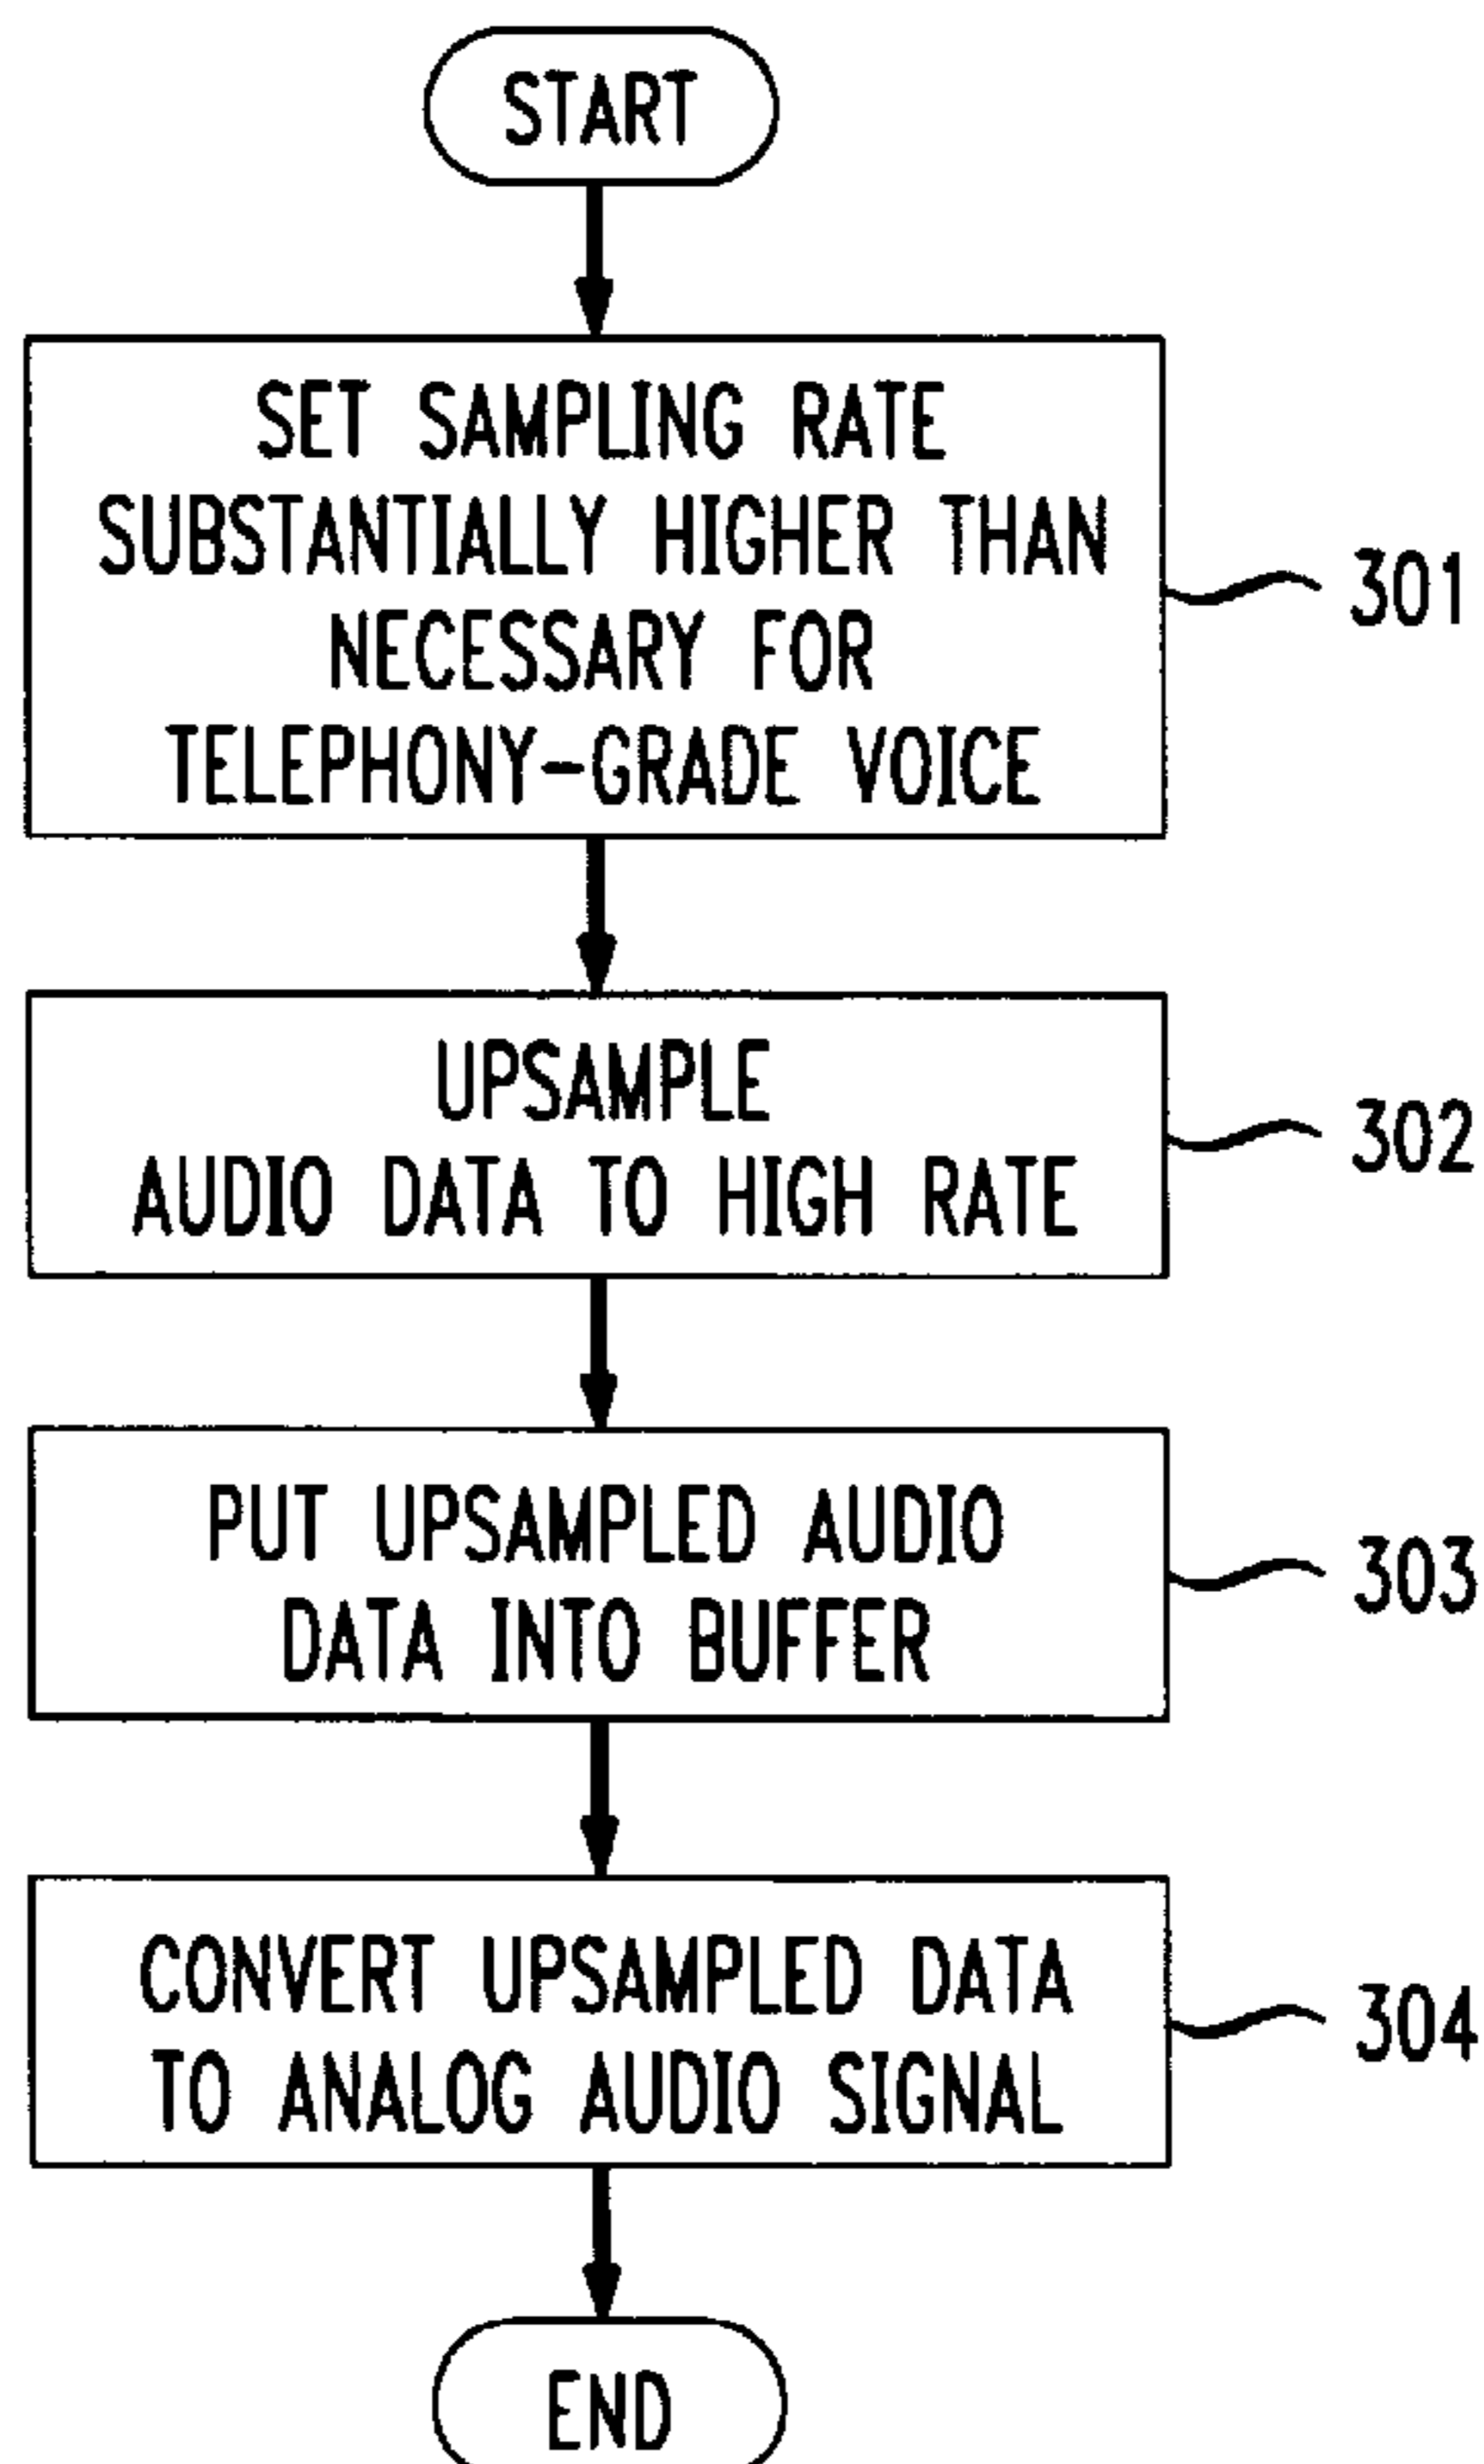 START
SET SAMPLING RATE
SUBSTANTIALLY HIGHER THAN
NECESSARY FOR
TELEPHONY-GRADE VOICE
301
UPSAMPLE
AUDIO DATA TO HIGH RATE
302
PUT UPSAMPLED AUDIO
DATA INTO BUFFER
303
CONVERT UPSAMPLED DATA
TO ANALOG AUDIO SIGNAL
304
END